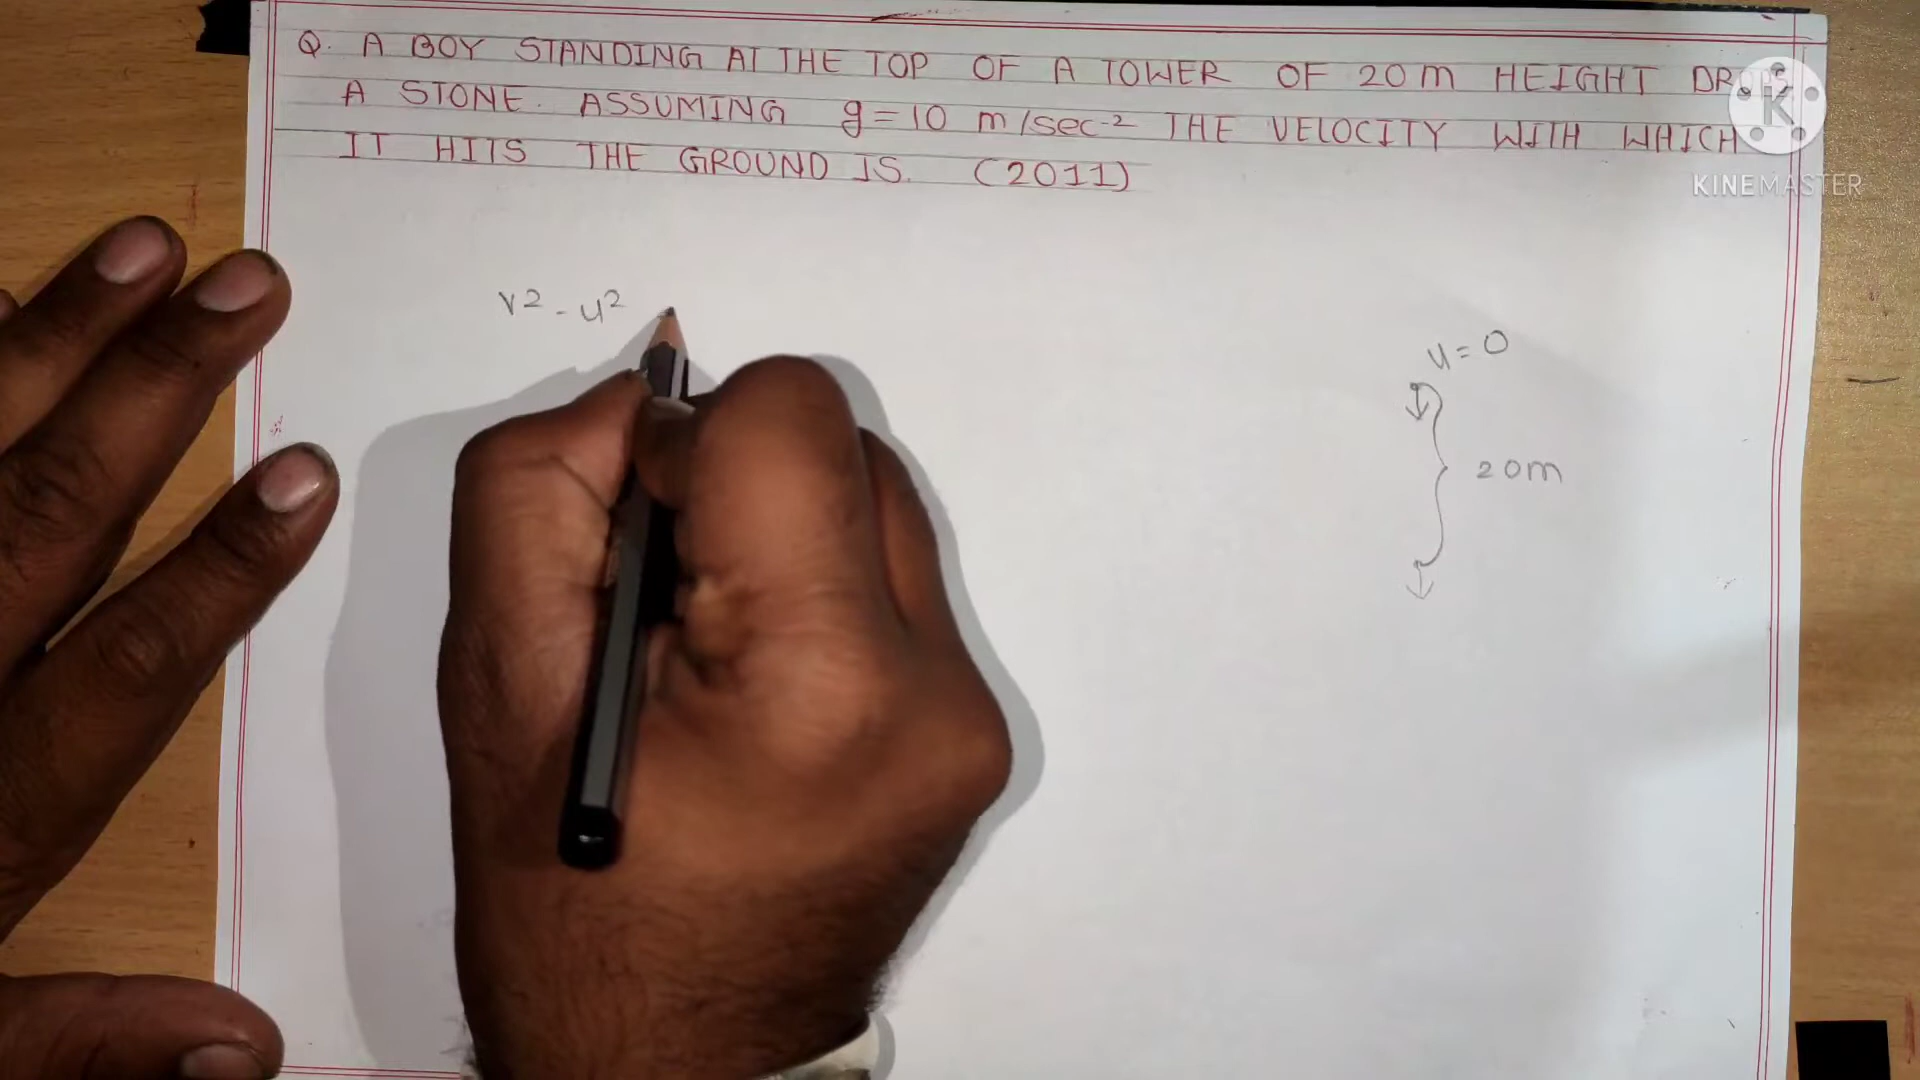 Q. A BOY STANDING AT THE TOP OF A TOWER OF 20 m HEIGHT DROPS
A STONE. ASSUMING g=10 m/sec-2 THE VELOCITY WITH WHICH
IT HITS THE GROUND IS. (2011)
K
KINEMASTER
v2 - u2
u=0
20m